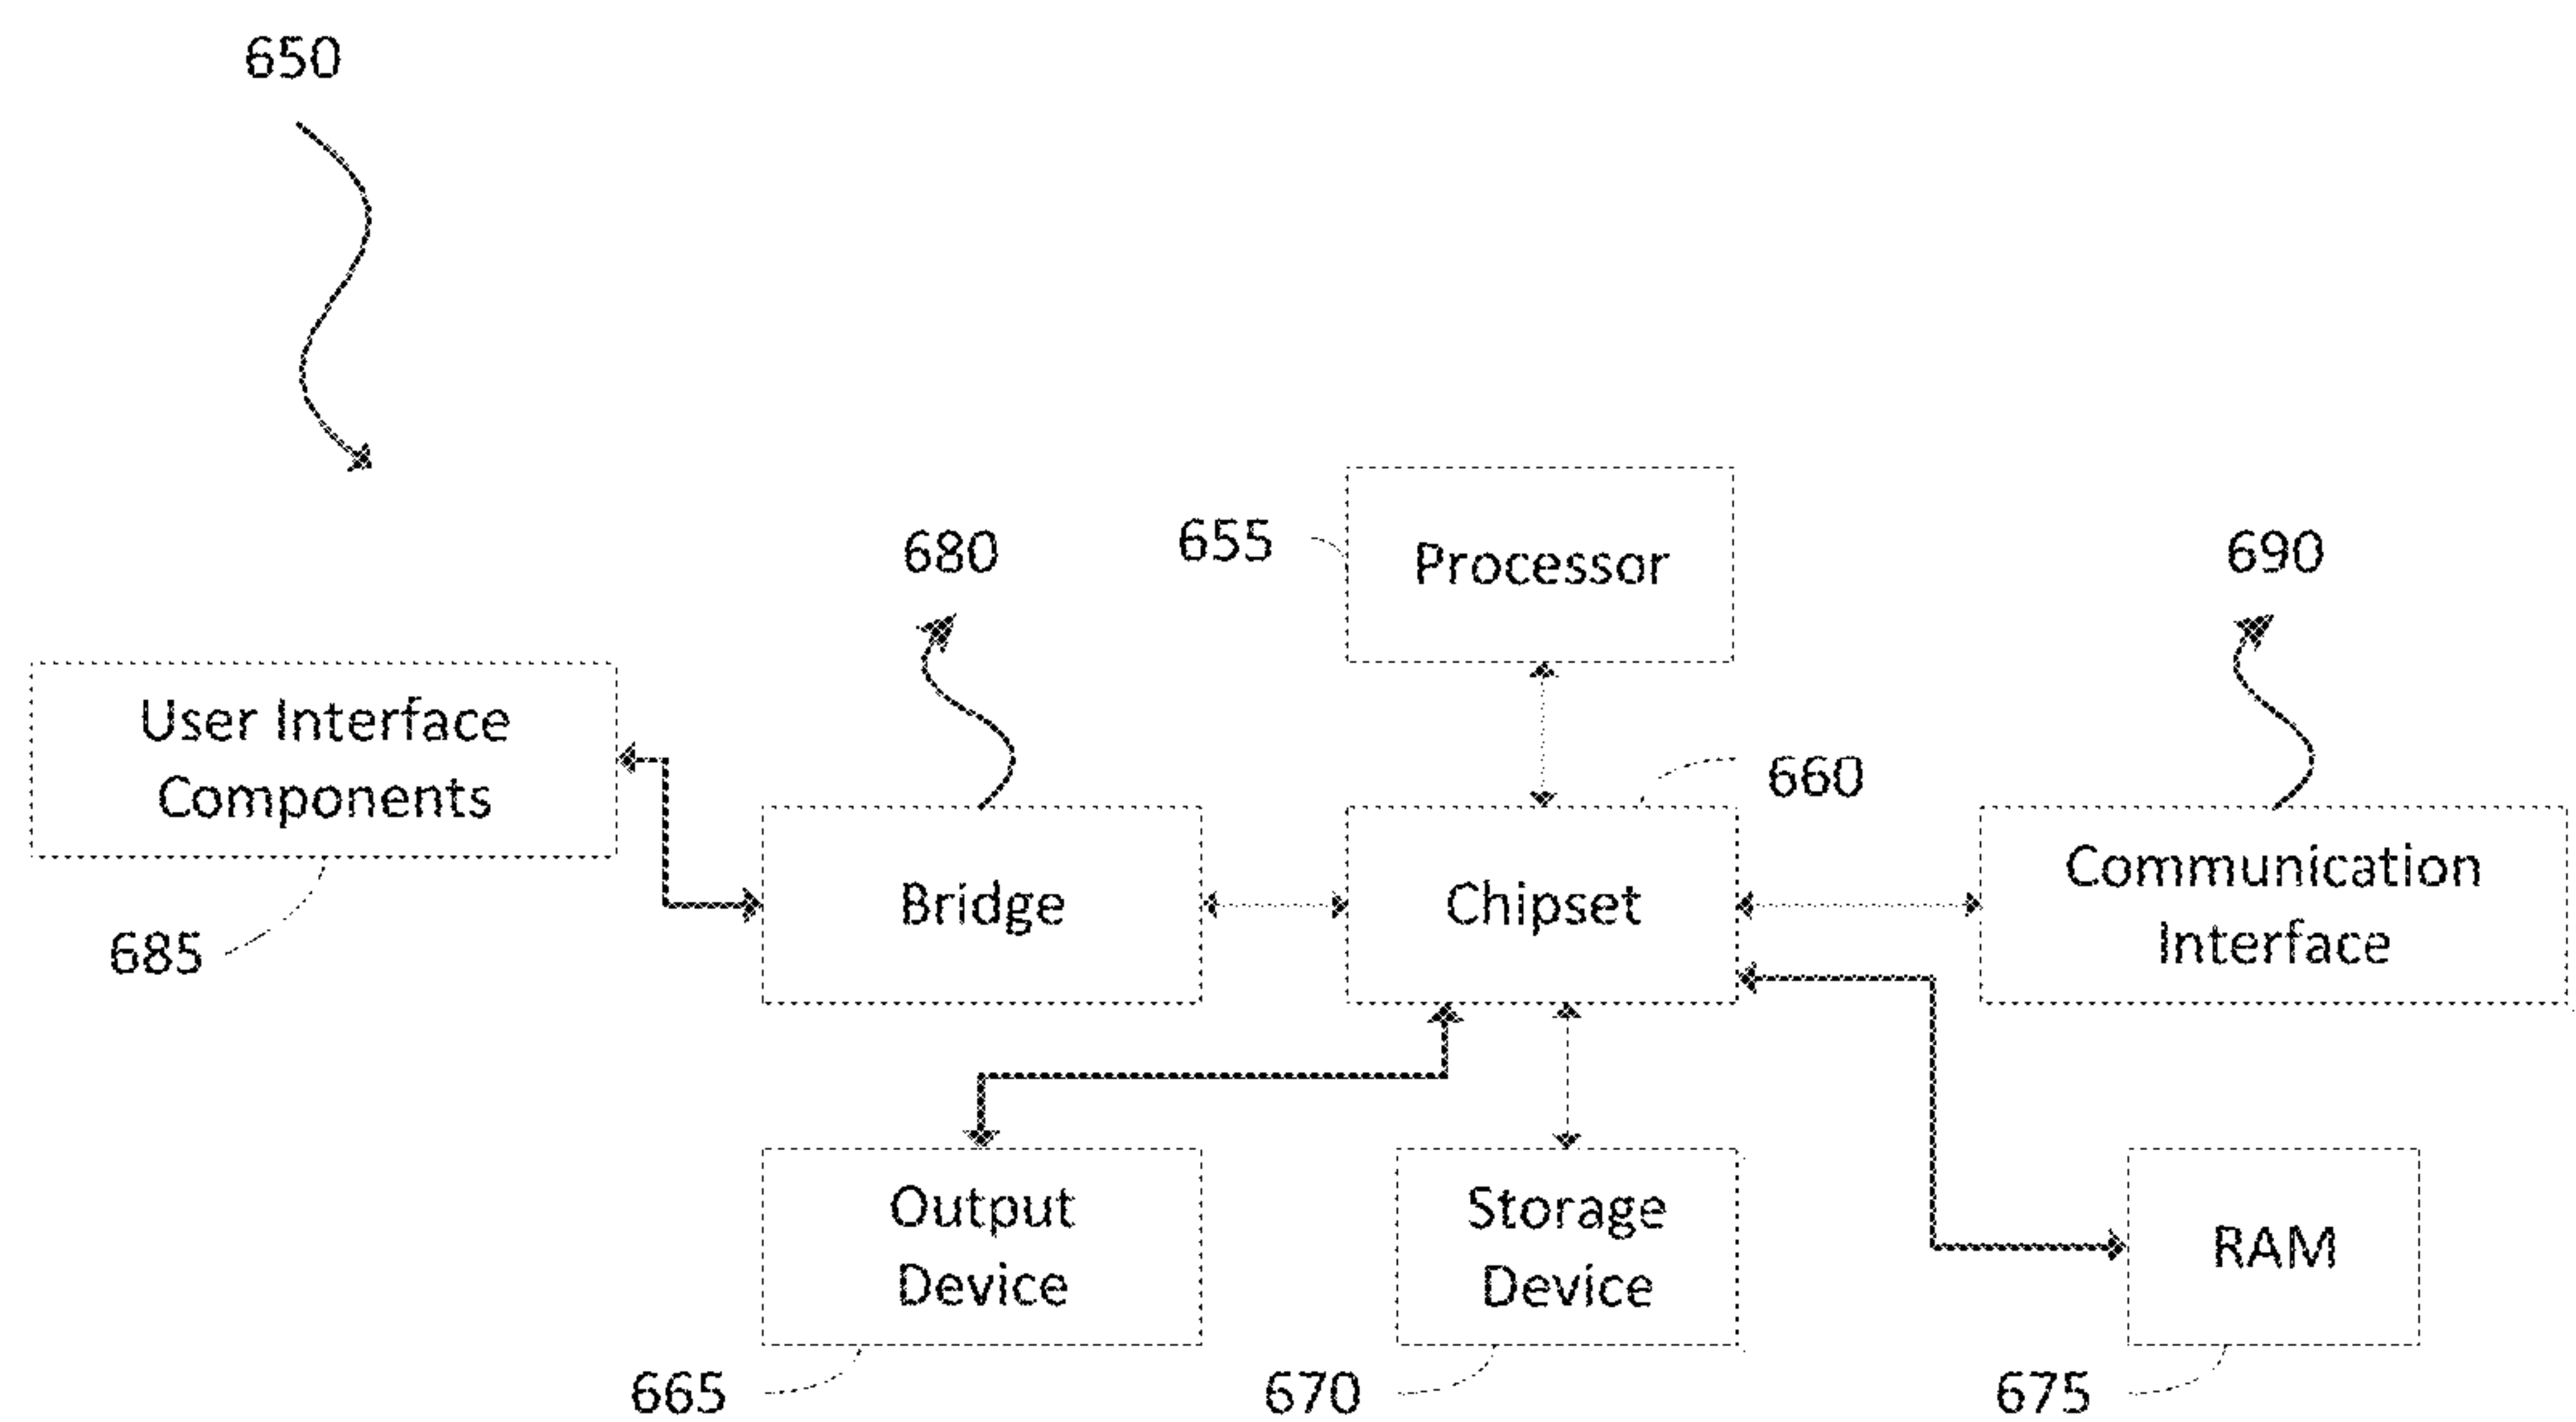 650
680
655
Processor
690
User Interface
Components
660
685
Bridge
Chipset
Communication
Interface
Output
Device
Storage
Device
RAM
665
670
675